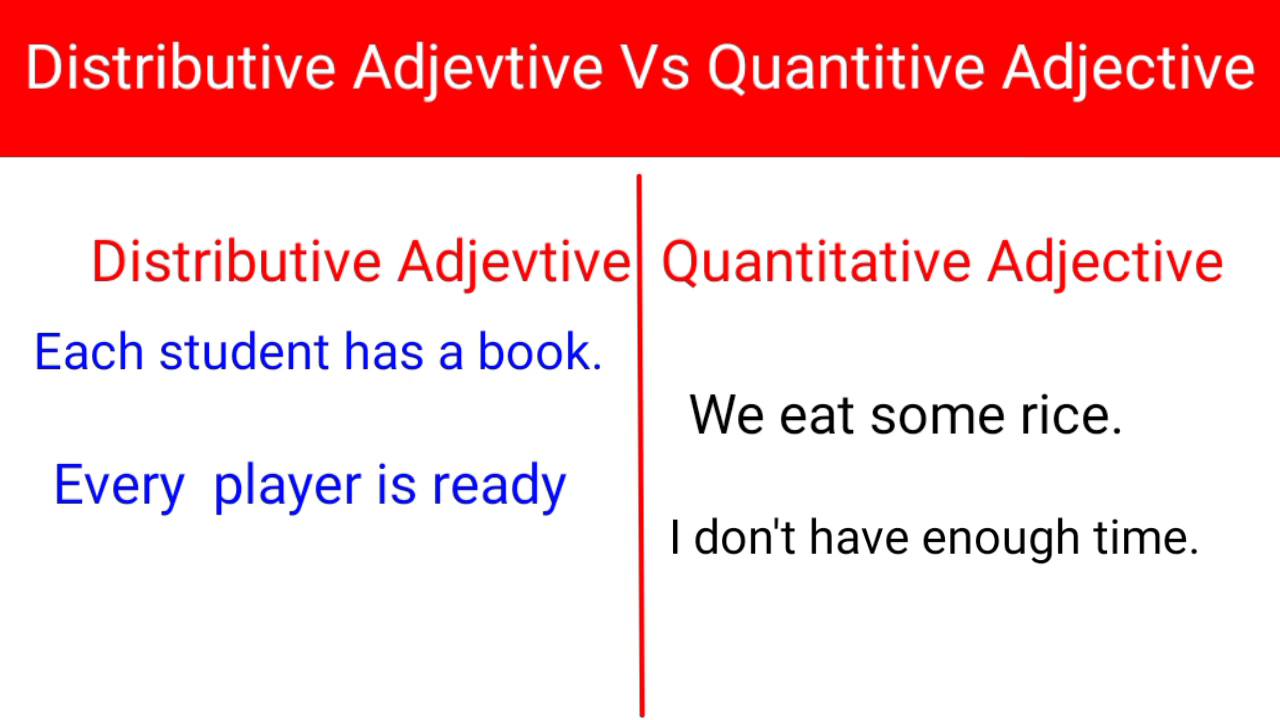 Distributive Adjevtive Vs Quantitive Adjective
Distributive Adjevtive
Each student has a book.
Every player is ready
Quantitative Adjective
We eat some rice.
I don't have enough time.